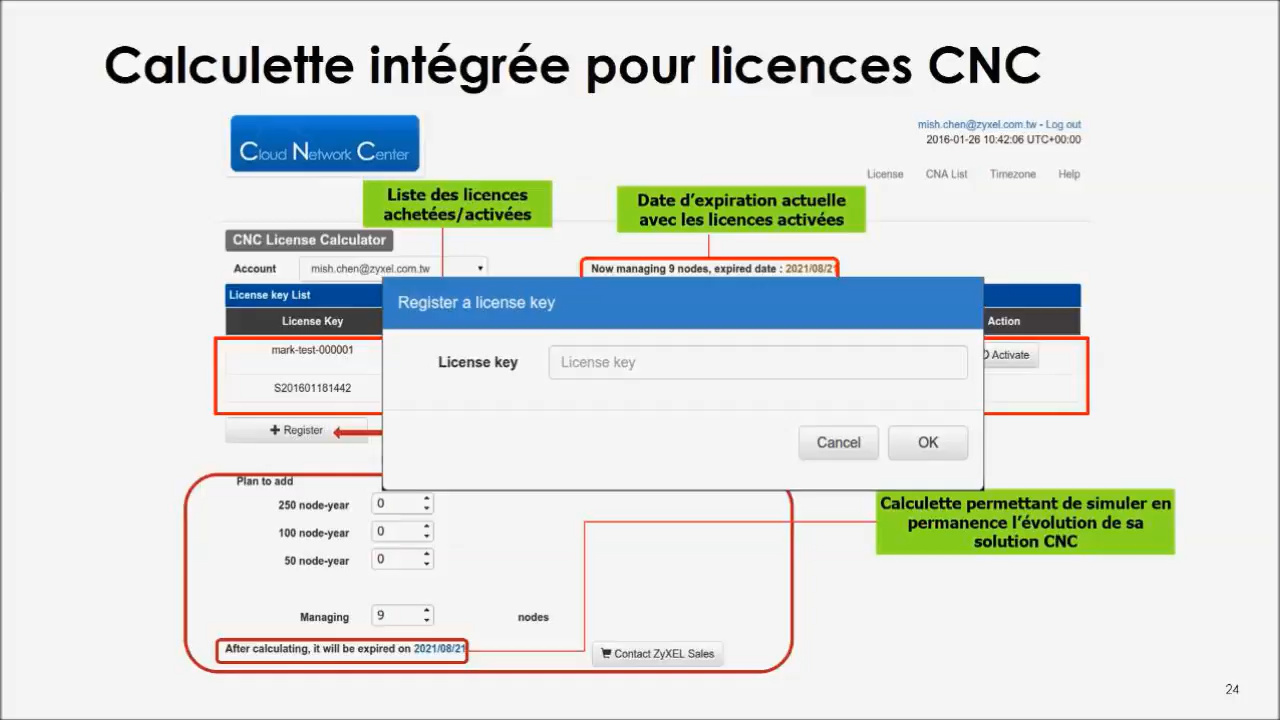 Calculette intégrée pour licences CNC
Cloud Network Center
mish.chen@zyxel.com.tw - Log out
2016-01-26 10:42:06 UTC+00:00
License CNA List Timezone Help
Liste des licences
achetées/activées
Date d’expiration actuelle
avec les licences activées
CNC License Calculator
Account mish.chen@zyxel.com.tw
Now managing 9 nodes, expired date : 2021/08/21
License key List
License Key
Action
mark-test-000001
Activate
S201601181442
Register
Register a license key
License key License key
Cancel OK
Plan to add
250 node-year 0
100 node-year 0
50 node-year 0
Managing 9 nodes
After calculating, it will be expired on 2021/08/21
Contact ZyXEL Sales
Calculette permettant de simuler en
permanence l’évolution de sa
solution CNC
24